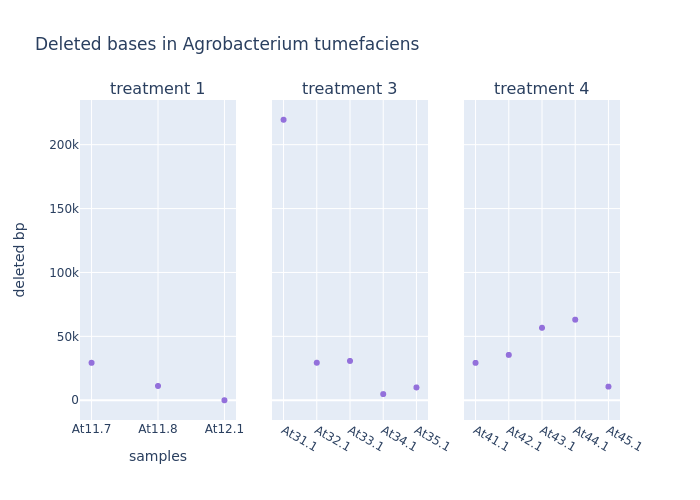 Deleted bases in Agrobacterium tumefaciens
treatment 1
treatment 3
treatment 4
200k
150k
100k
50k
0
deleted bp
At11.7
At11.8
At12.1
At31.1
At32.1
At33.1
At34.1
At35.1
At41.1
At42.1
At43.1
At44.1
At45.1
samples